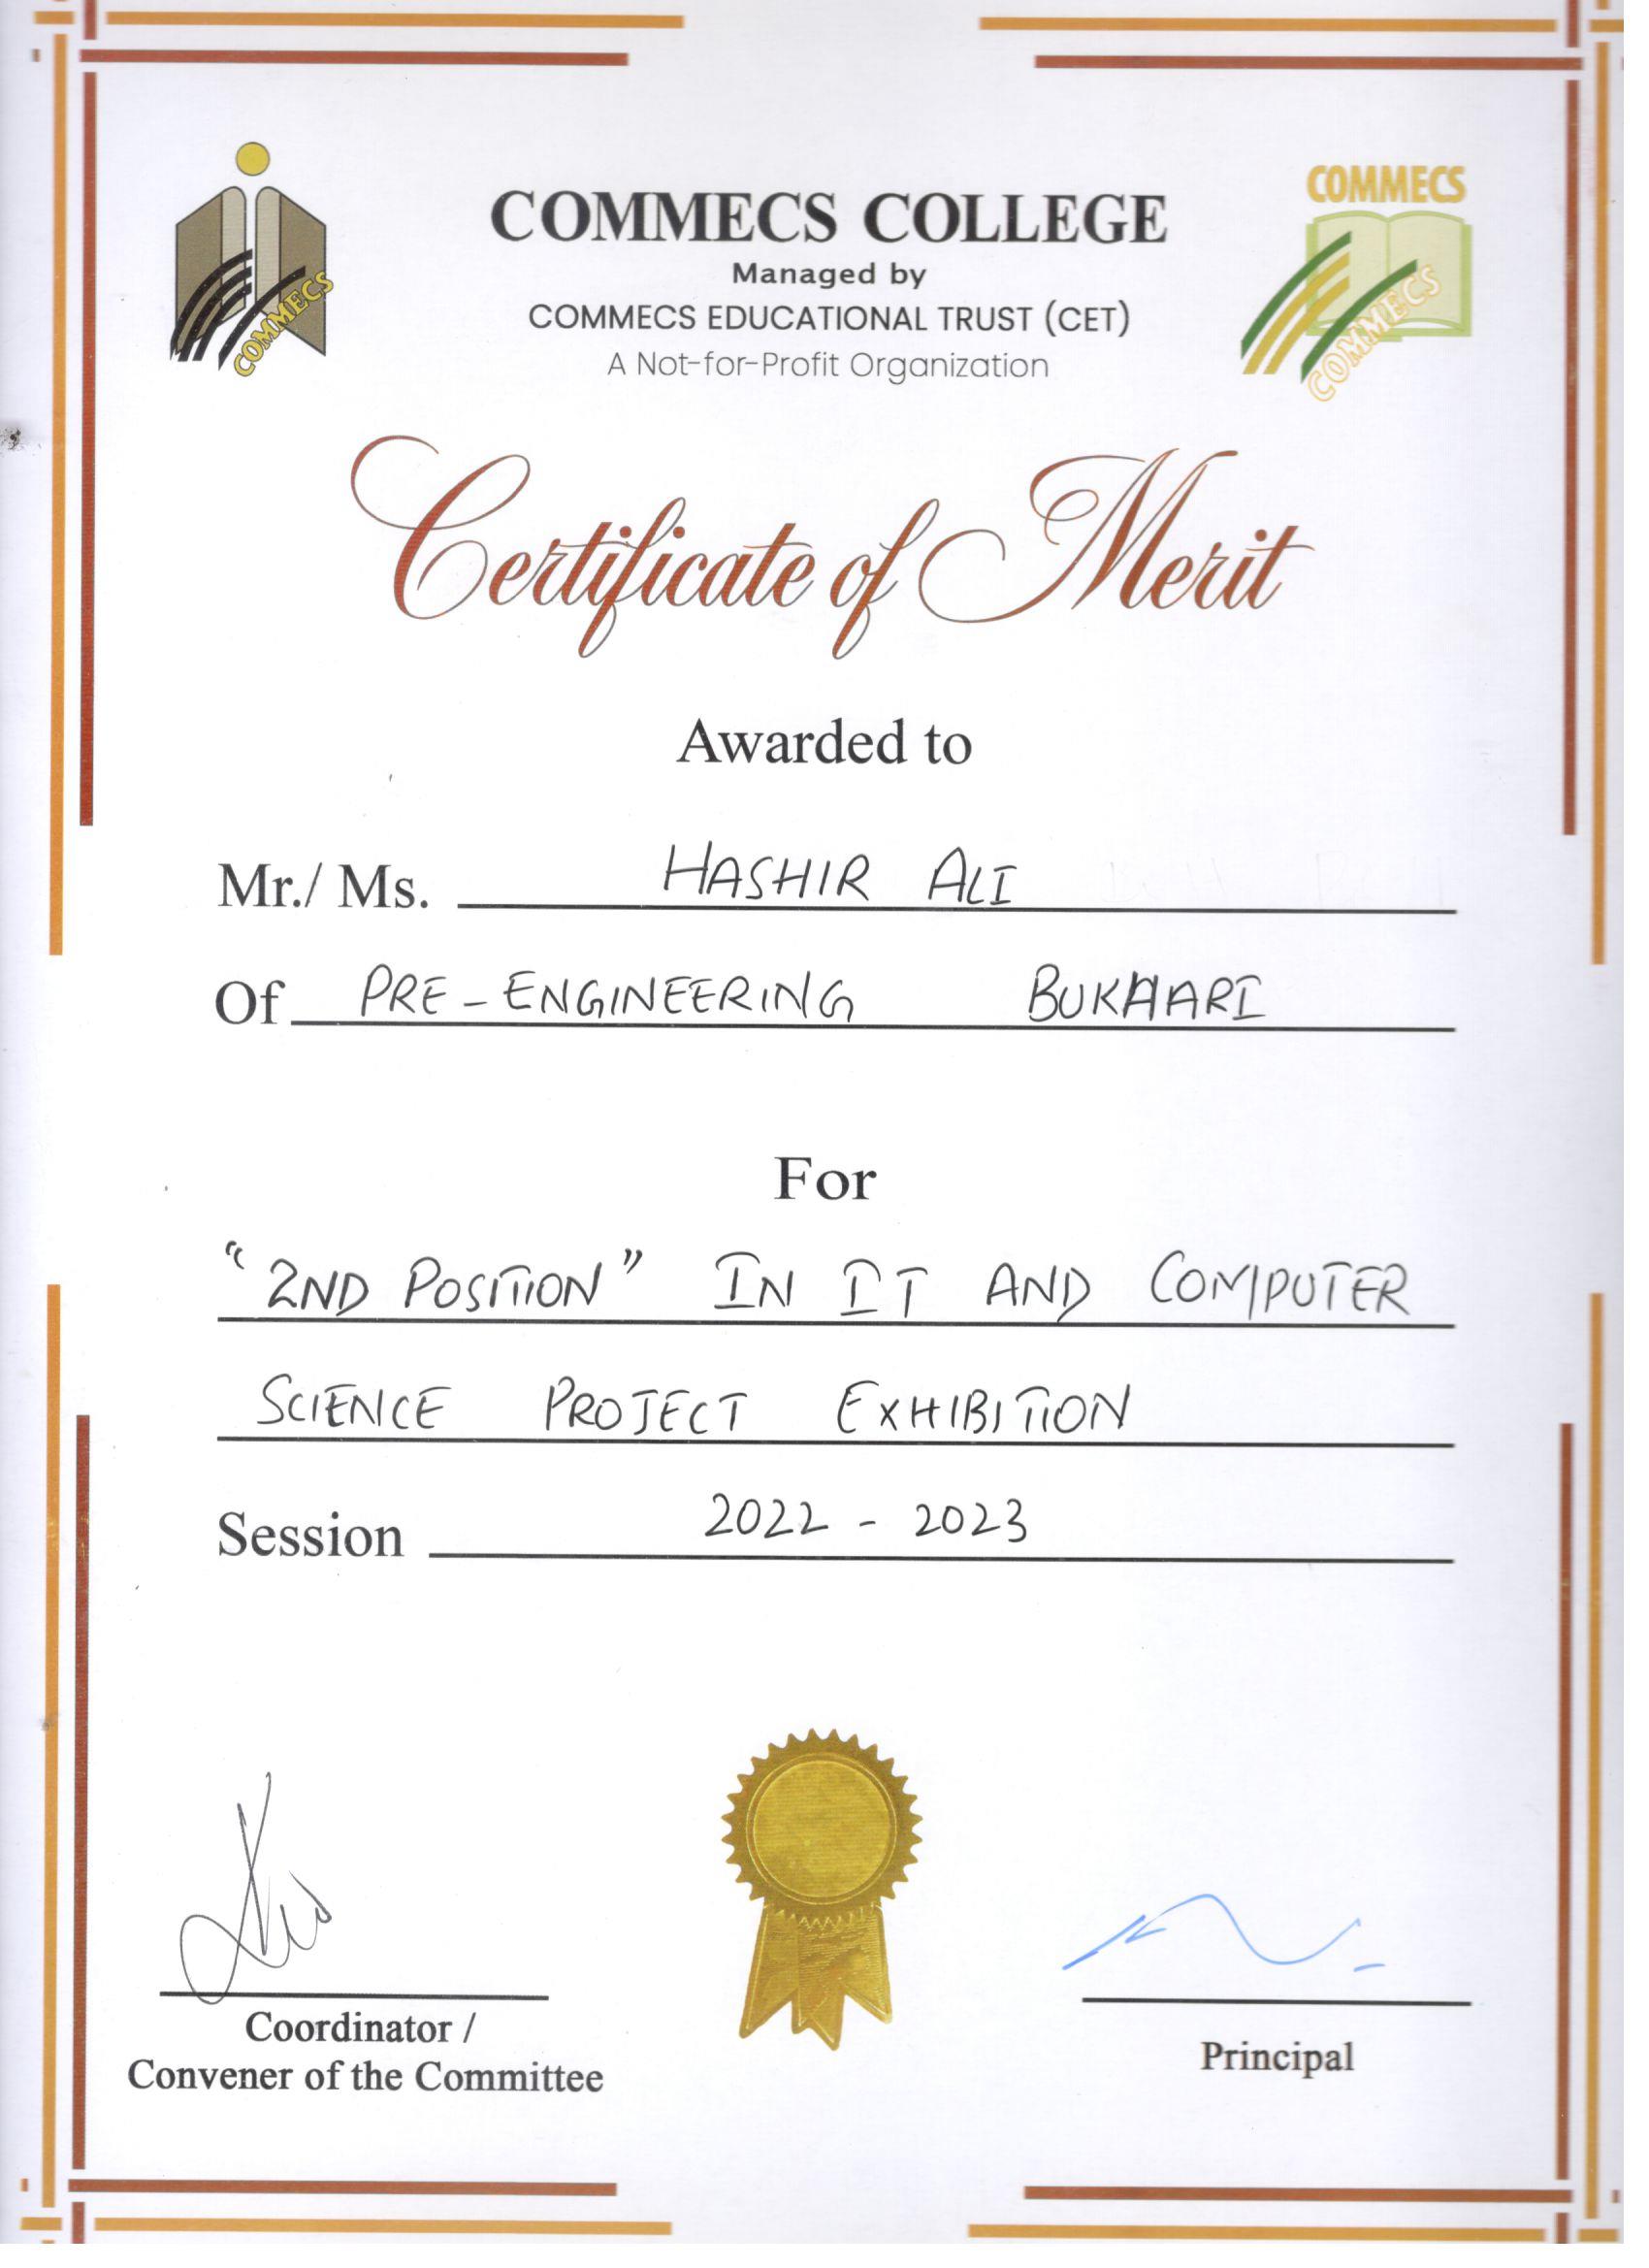 COMMECS
COMMECS COLLEGE
Managed by
COMMECS EDUCATIONAL TRUST (CET)
A Not-for-Profit Organization
COMMECS
COMMECS
Certificate of Merit
Awarded to
Mr./ Ms. HASHIR ALI
Of PRE-ENGINEERING BUKHARI
For
"2ND POSITION" IN IT AND COMPUTER
SCIENCE PROJECT EXHIBITION
Session 2022 - 2023
Coordinator /
Convener of the Committee
Principal